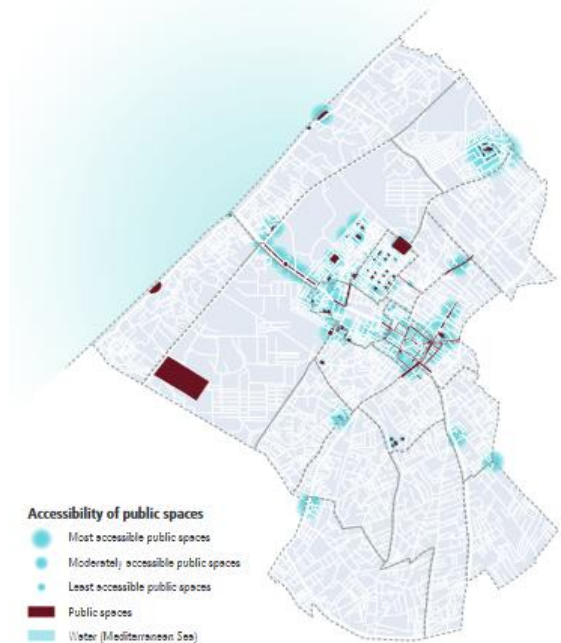 Accessibility of public spaces
Most accessible public spaces
Moderately accessible public spaces
Least accessible public spaces
Public spaces
Water (Mediterranean Sea)